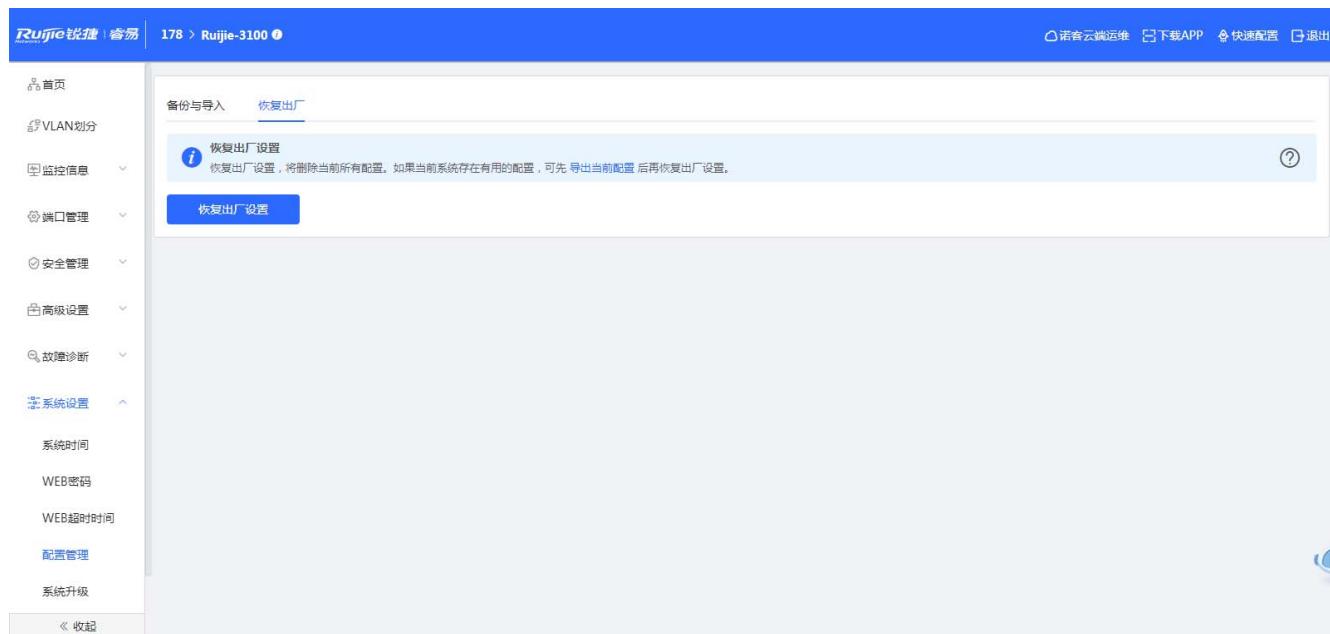 Ruijie锐捷 | 睿易 178 > Ruijie-3100
Networks
诺客云端运维 下载APP 快速配置 退出
首页
VLAN划分
监控信息
端口管理
安全管理
高级设置
故障诊断
系统设置
系统时间
WEB密码
WEB超时时间
配置管理
系统升级
《 收起
备份与导入 恢复出厂
恢复出厂设置
恢复出厂设置，将删除当前所有配置。如果当前系统存在有用的配置，可先 导出当前配置 后再恢复出厂设置。
恢复出厂设置